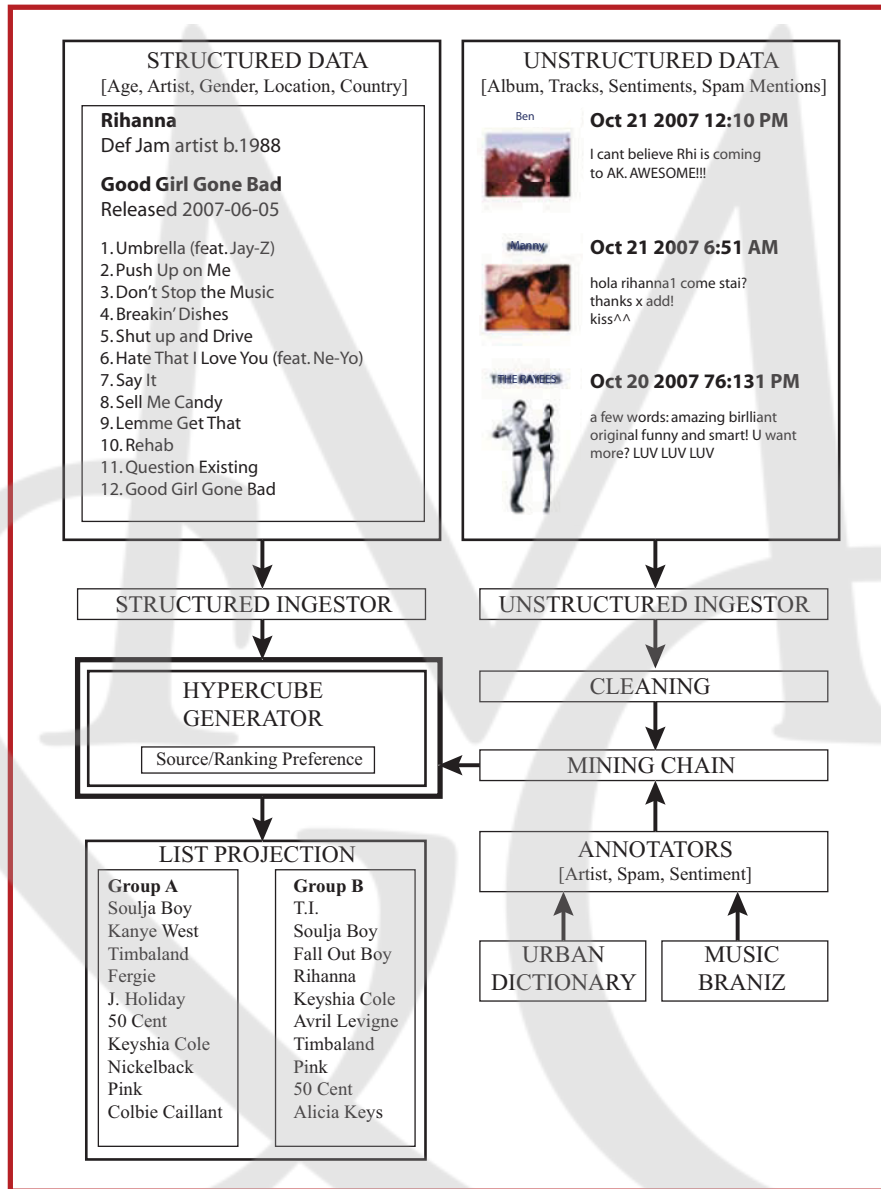 STRUCTURED DATA
[Age, Artist, Gender, Location, Country]
Rihanna
Def Jam artist b.1988
Good Girl Gone Bad
Released 2007-06-05
1. Umbrella (feat. Jay-Z)
2. Push Up on Me
3. Don't Stop the Music
4. Breakin' Dishes
5. Shut up and Drive
6. Hate That I Love You (feat. Ne-Yo)
7. Say It
8. Sell Me Candy
9. Lemme Get That
10. Rehab
11. Question Existing
12. Good Girl Gone Bad
UNSTRUCTURED DATA
[Album, Tracks, Sentiments, Spam Mentions]
Ben
Oct 21 2007 12:10 PM
I cant believe Rhi is coming
to AK. AWESOME!!!
Manny
Oct 21 2007 6:51 AM
hola rihanna1 come stai?
thanks x add!
kiss^^
Oct 20 2007 76:131 PM
a few words: amazing birlliant
original funny and smart! U want
more? LUV LUV LUV
STRUCTURED INGESTOR
UNSTRUCTURED INGESTOR
HYPERCUBE
GENERATOR
Source/Ranking Preference
CLEANING
MINING CHAIN
ANNOTATORS
[Artist, Spam, Sentiment]
URBAN
DICTIONARY
MUSIC
BRANIZ
LIST PROJECTION
Group A
Soulja Boy
Kanye West
Timbaland
Fergie
J. Holiday
50 Cent
Keyshia Cole
Nickelback
Pink
Colbie Caillant
Group B
T.I.
Soulja Boy
Fall Out Boy
Rihanna
Keyshia Cole
Avril Levigne
Timbaland
Pink
50 Cent
Alicia Keys